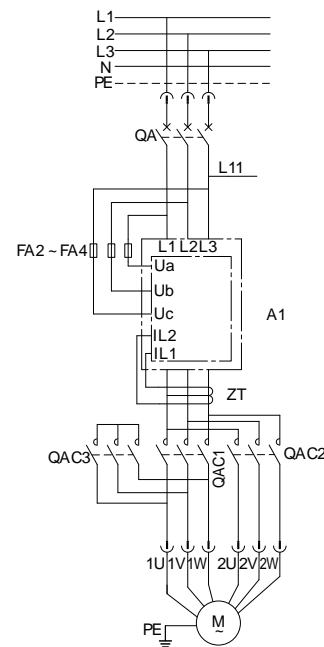 L1
L2
L3
N
PE
QA
L11
L1 L2 L3
FA2 ~ FA4
Ua
Ub
Uc
IL2
IL1
A1
ZT
QAC3
QAC1
QAC2
1U 1V 1W 2U 2V 2W
M
~
PE